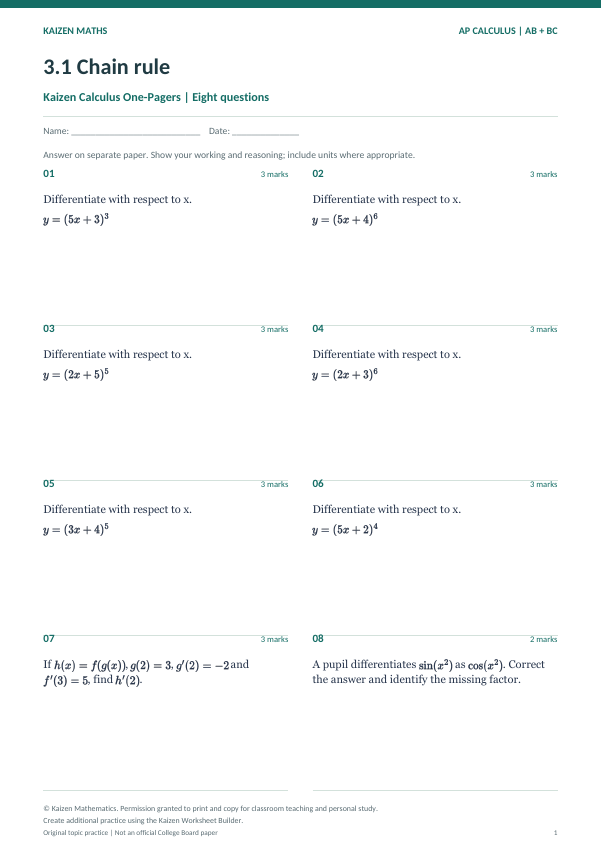 KAIZEN MATHS
AP CALCULUS | AB + BC
3.1 Chain rule
Kaizen Calculus One-Pagers | Eight questions
Name: ___________________________ Date: ______________
Answer on separate paper. Show your working and reasoning; include units where appropriate.
01 3 marks
Differentiate with respect to x.
y = (5x + 3)³
02 3 marks
Differentiate with respect to x.
y = (5x + 4)⁶
03 3 marks
Differentiate with respect to x.
y = (2x + 5)⁵
04 3 marks
Differentiate with respect to x.
y = (2x + 3)⁶
05 3 marks
Differentiate with respect to x.
y = (3x + 4)⁵
06 3 marks
Differentiate with respect to x.
y = (5x + 2)⁴
07 3 marks
If h(x) = f(g(x)), g(2) = 3, g′(2) = −2 and
f′(3) = 5, find h′(2).
08 2 marks
A pupil differentiates sin(x²) as cos(x²). Correct
the answer and identify the missing factor.
© Kaizen Mathematics. Permission granted to print and copy for classroom teaching and personal study.
Create additional practice using the Kaizen Worksheet Builder.
Original topic practice | Not an official College Board paper
1